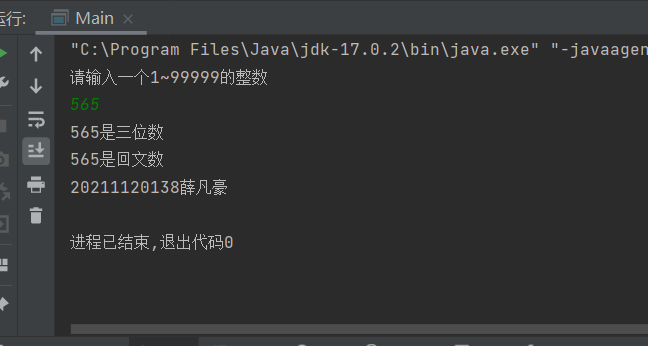 运行: Main
"C:\Program Files\Java\jdk-17.0.2\bin\java.exe" "-javaagen
请输入一个1~99999的整数
565
565是三位数
565是回文数
20211120138薛凡豪
进程已结束,退出代码0